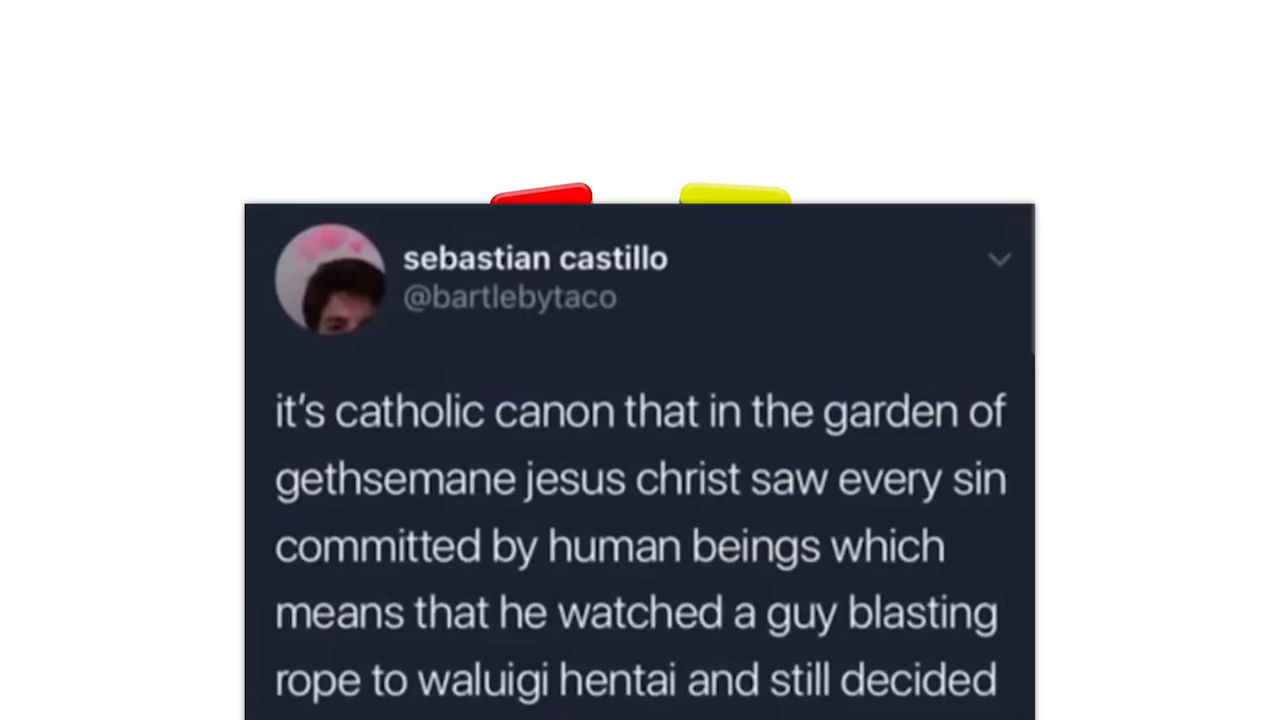 sebastian castillo
@bartlebytaco
it's catholic canon that in the garden of
gethsemane jesus christ saw every sin
committed by human beings which
means that he watched a guy blasting
rope to waluigi hentai and still decided